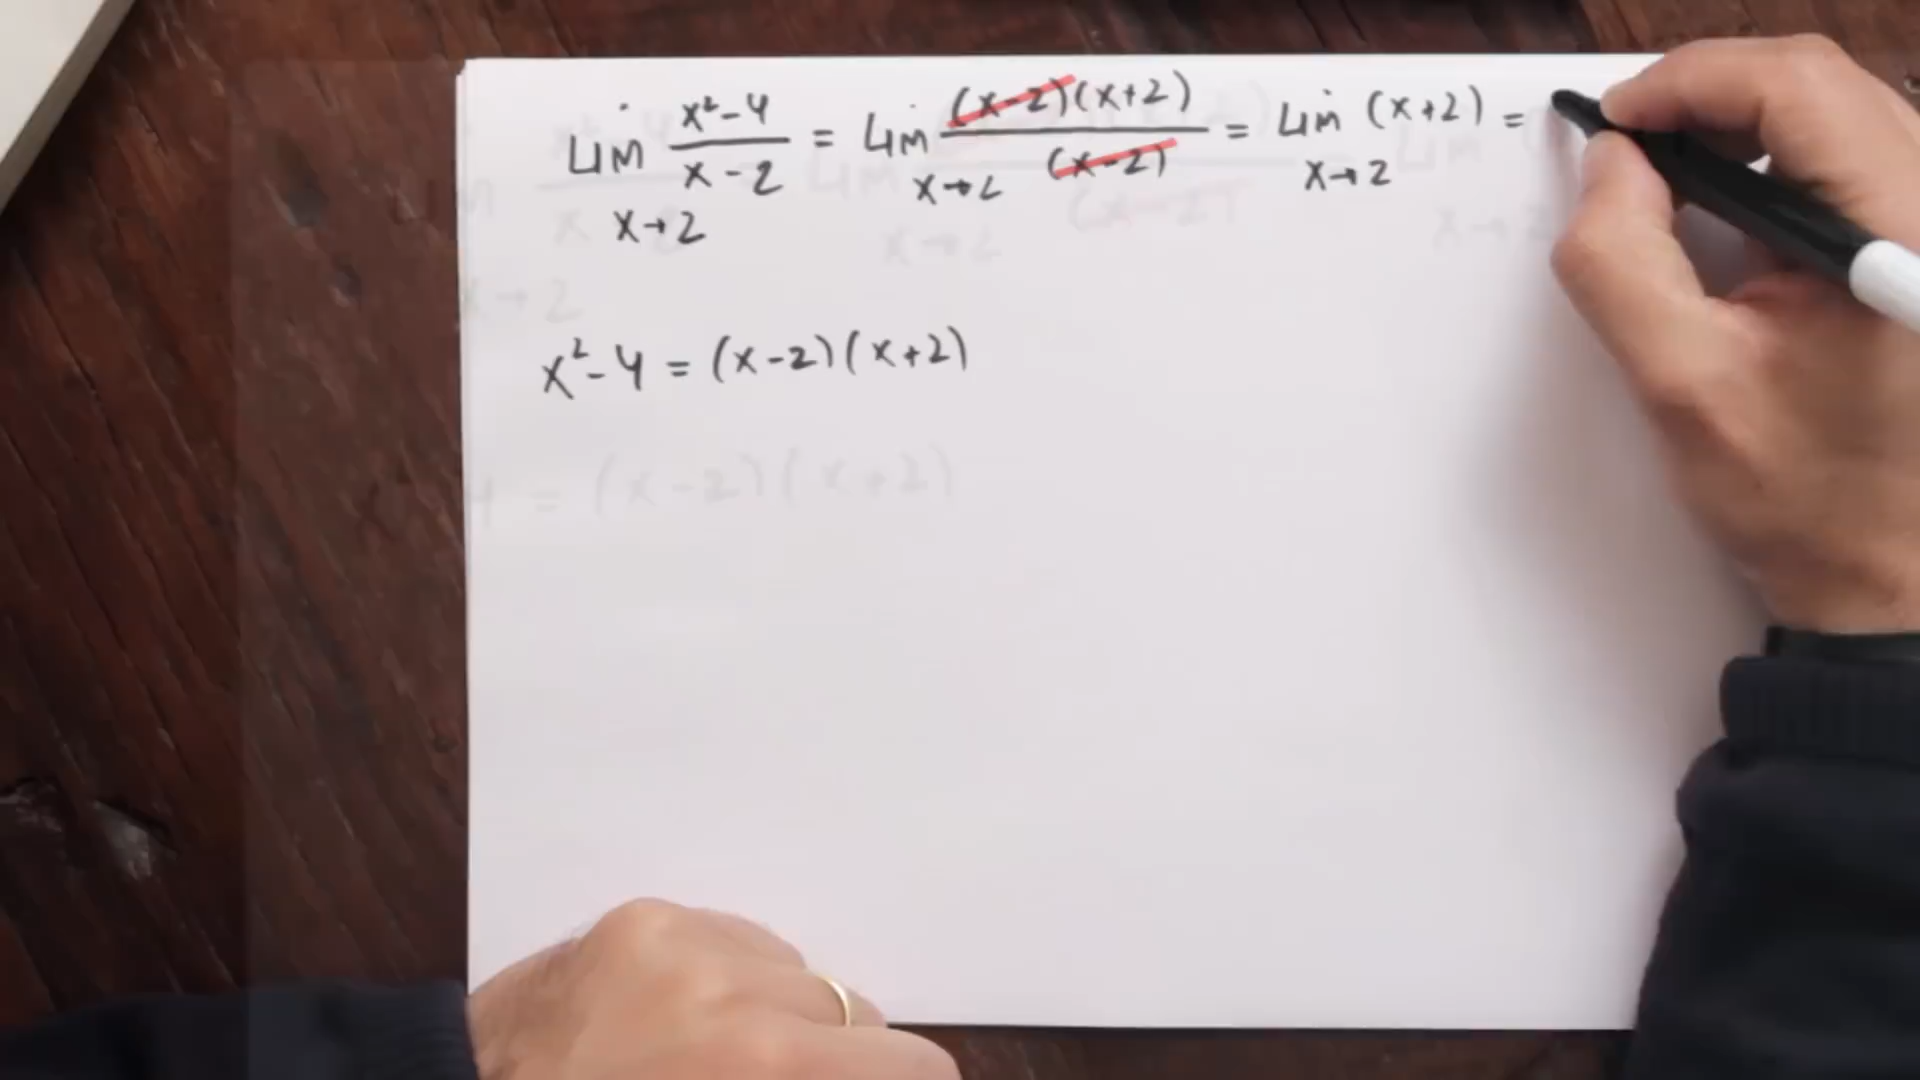 Lim x²-4 / x-2 = Lim (x-2)(x+2) / (x-2) = Lim (x+2) =
x→2 x→2 x→2
x²-4 = (x-2)(x+2)